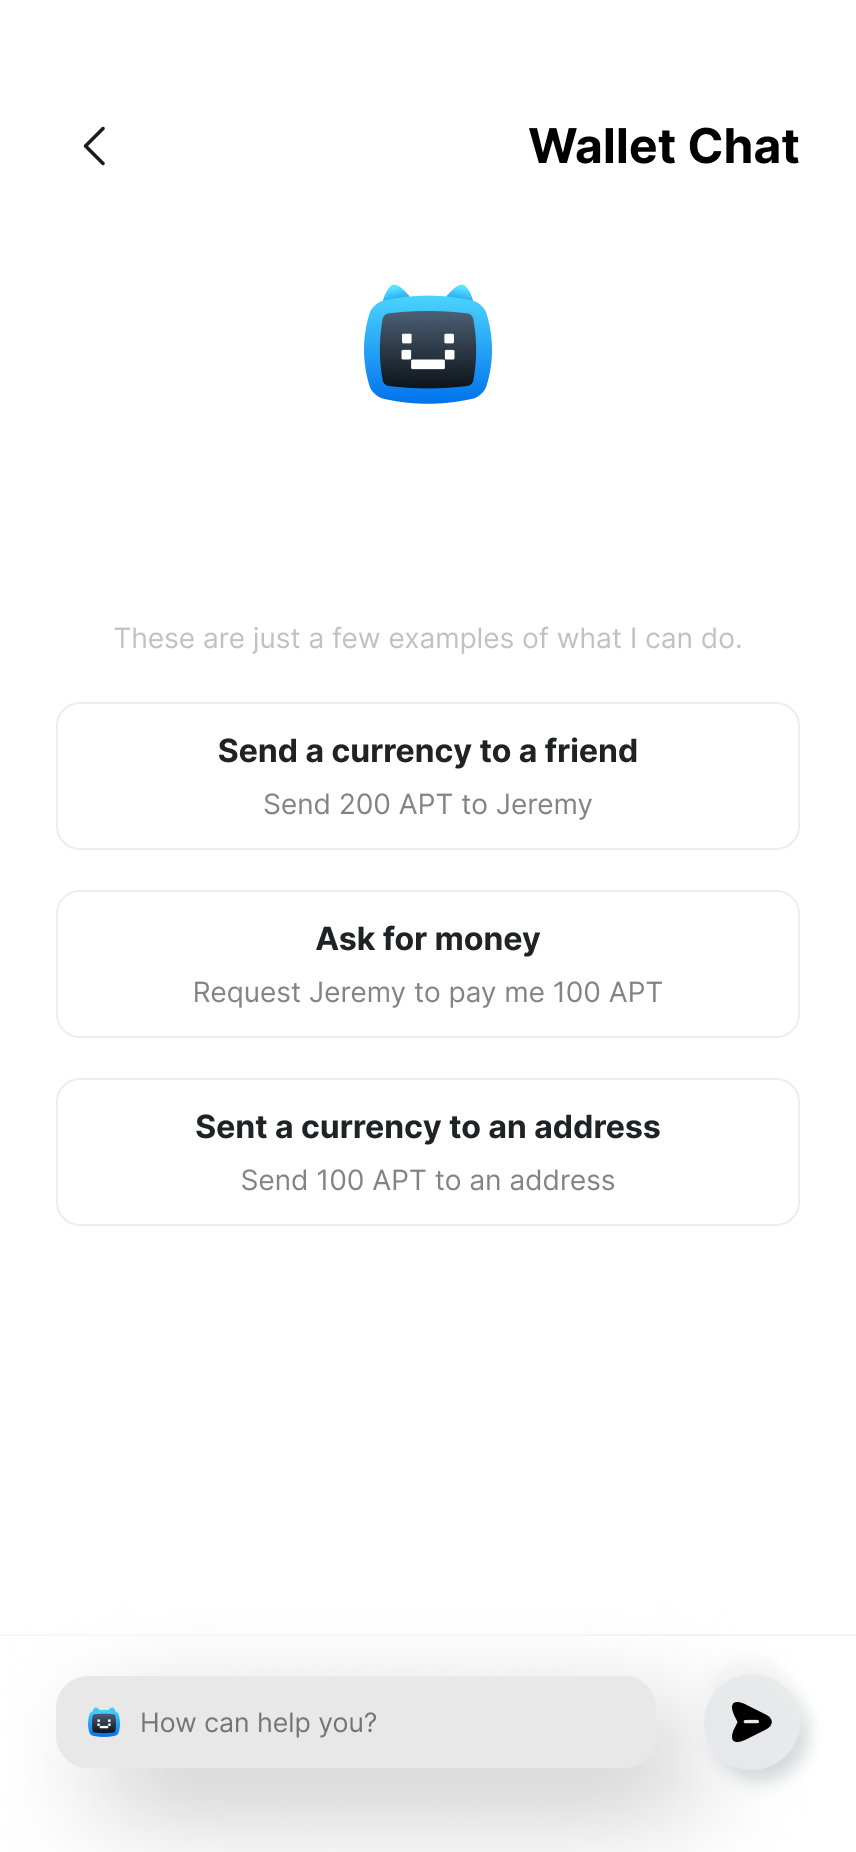 Wallet Chat
These are just a few examples of what I can do.
Send a currency to a friend
Send 200 APT to Jeremy
Ask for money
Request Jeremy to pay me 100 APT
Sent a currency to an address
Send 100 APT to an address
How can help you?